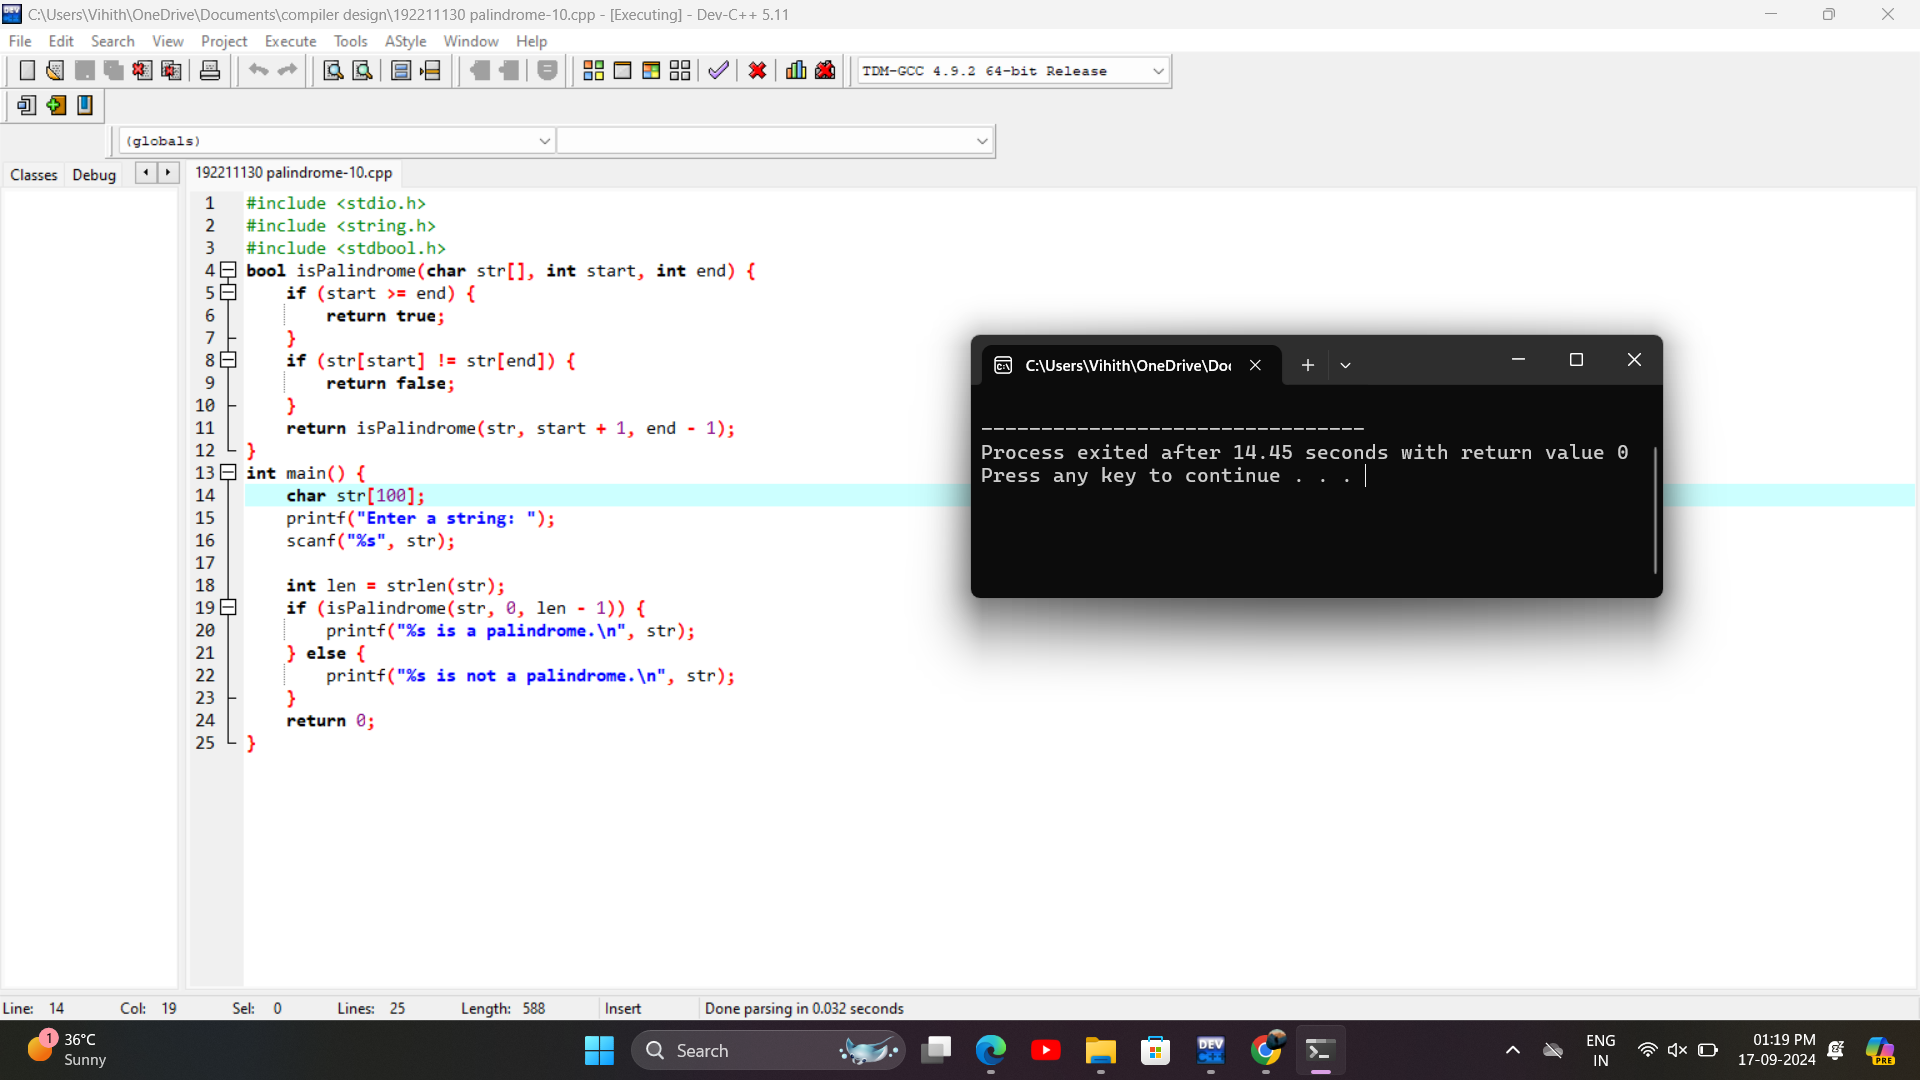 C:\Users\Vihith\OneDrive\Documents\compiler design\192211130 palindrome-10.cpp - [Executing] - Dev-C++ 5.11
File Edit Search View Project Execute Tools AStyle Window Help
TDM-GCC 4.9.2 64-bit Release
(globals)
Classes Debug
192211130 palindrome-10.cpp
1 #include <stdio.h>
2 #include <string.h>
3 #include <stdbool.h>
4 bool isPalindrome(char str[], int start, int end) {
5 if (start >= end) {
6 return true;
7 }
8 if (str[start] != str[end]) {
9 return false;
10 }
11 return isPalindrome(str, start + 1, end - 1);
12 }
13 int main() {
14 char str[100];
15 printf("Enter a string: ");
16 scanf("%s", str);
17
18 int len = strlen(str);
19 if (isPalindrome(str, 0, len - 1)) {
20 printf("%s is a palindrome.\n", str);
21 } else {
22 printf("%s is not a palindrome.\n", str);
23 }
24 return 0;
25 }
C:\Users\Vihith\OneDrive\Doc
--------------------------------
Process exited after 14.45 seconds with return value 0
Press any key to continue . . .
Line: 14 Col: 19 Sel: 0 Lines: 25 Length: 588 Insert Done parsing in 0.032 seconds
1
36°C
Sunny
Search
DEV
C++
PRE
ENG
IN
01:19 PM
17-09-2024